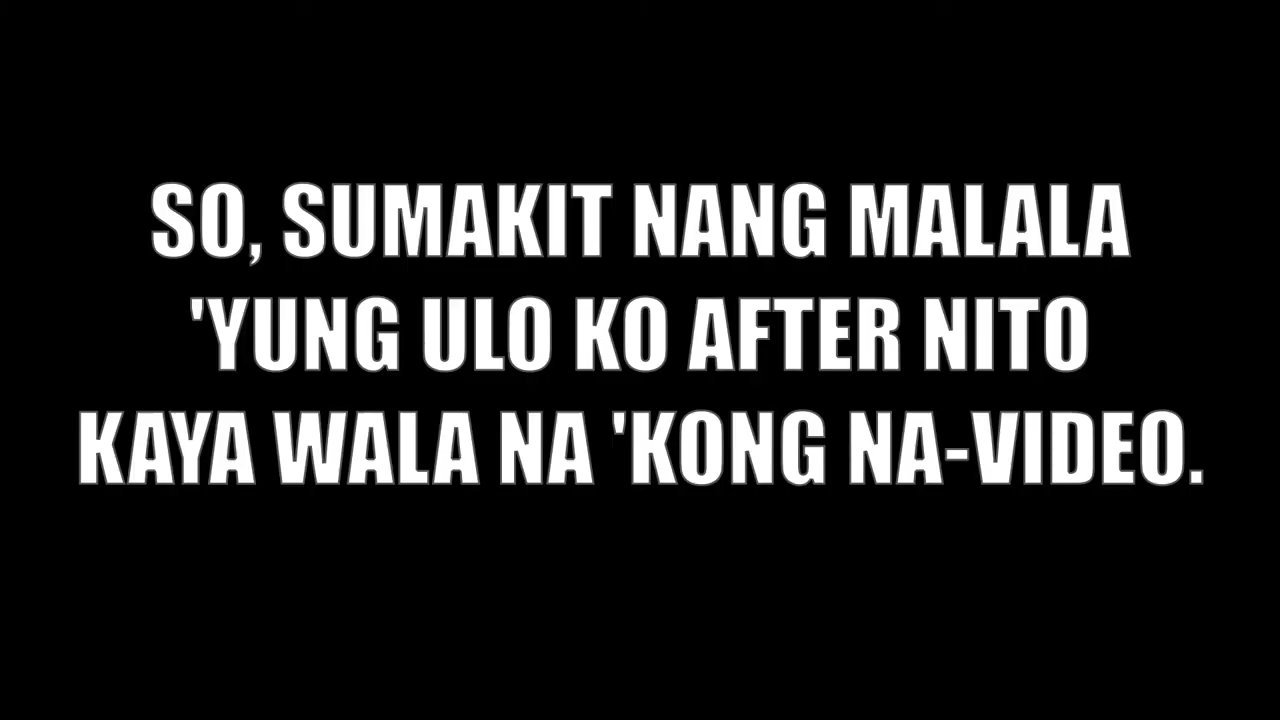 SO, SUMAKIT NANG MALALA
'YUNG ULO KO AFTER NITO
KAYA WALA NA 'KONG NA-VIDEO.